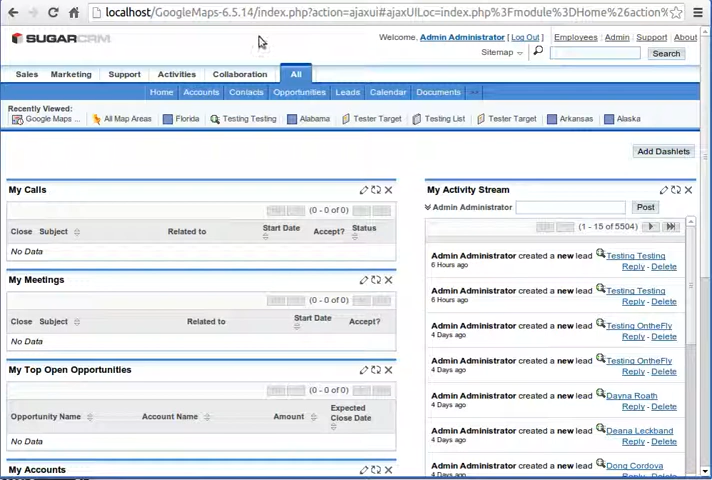 localhost/GoogleMaps-6.5.14/index.php?action=ajaxui#ajaxUILoc=index.php%3Fmodule%3DHome%26action%
SUGARCRM
Welcome, Admin Administrator [ Log Out ] Employees | Admin | Support | About
Sitemap
Search
Sales Marketing Support Activities Collaboration All
Home Accounts Contacts Opportunities Leads Calendar Documents >>
Recently Viewed:
Google Maps ... All Map Areas Florida Testing Testing Alabama Tester Target Testing List Tester Target Arkansas Alaska
Add Dashlets
My Calls
(0 - 0 of 0)
Close Subject Related to Start Date Accept? Status
No Data
My Meetings
(0 - 0 of 0)
Close Subject Related to Start Date Accept?
No Data
My Top Open Opportunities
(0 - 0 of 0)
Opportunity Name Account Name Amount Expected Close Date
No Data
My Accounts
My Activity Stream
Admin Administrator Post
(1 - 15 of 5504)
Admin Administrator created a new lead Testing Testing
6 Hours ago Reply - Delete
Admin Administrator created a new lead Testing Testing
6 Hours ago Reply - Delete
Admin Administrator created a new lead Testing OntheFly
4 Days ago Reply - Delete
Admin Administrator created a new lead Testing OntheFly
4 Days ago Reply - Delete
Admin Administrator created a new lead Dayna Roath
4 Days ago Reply - Delete
Admin Administrator created a new lead Deana Leckband
4 Days ago Reply - Delete
Admin Administrator created a new lead Dong Cordova
4 Days ago Reply - Delete